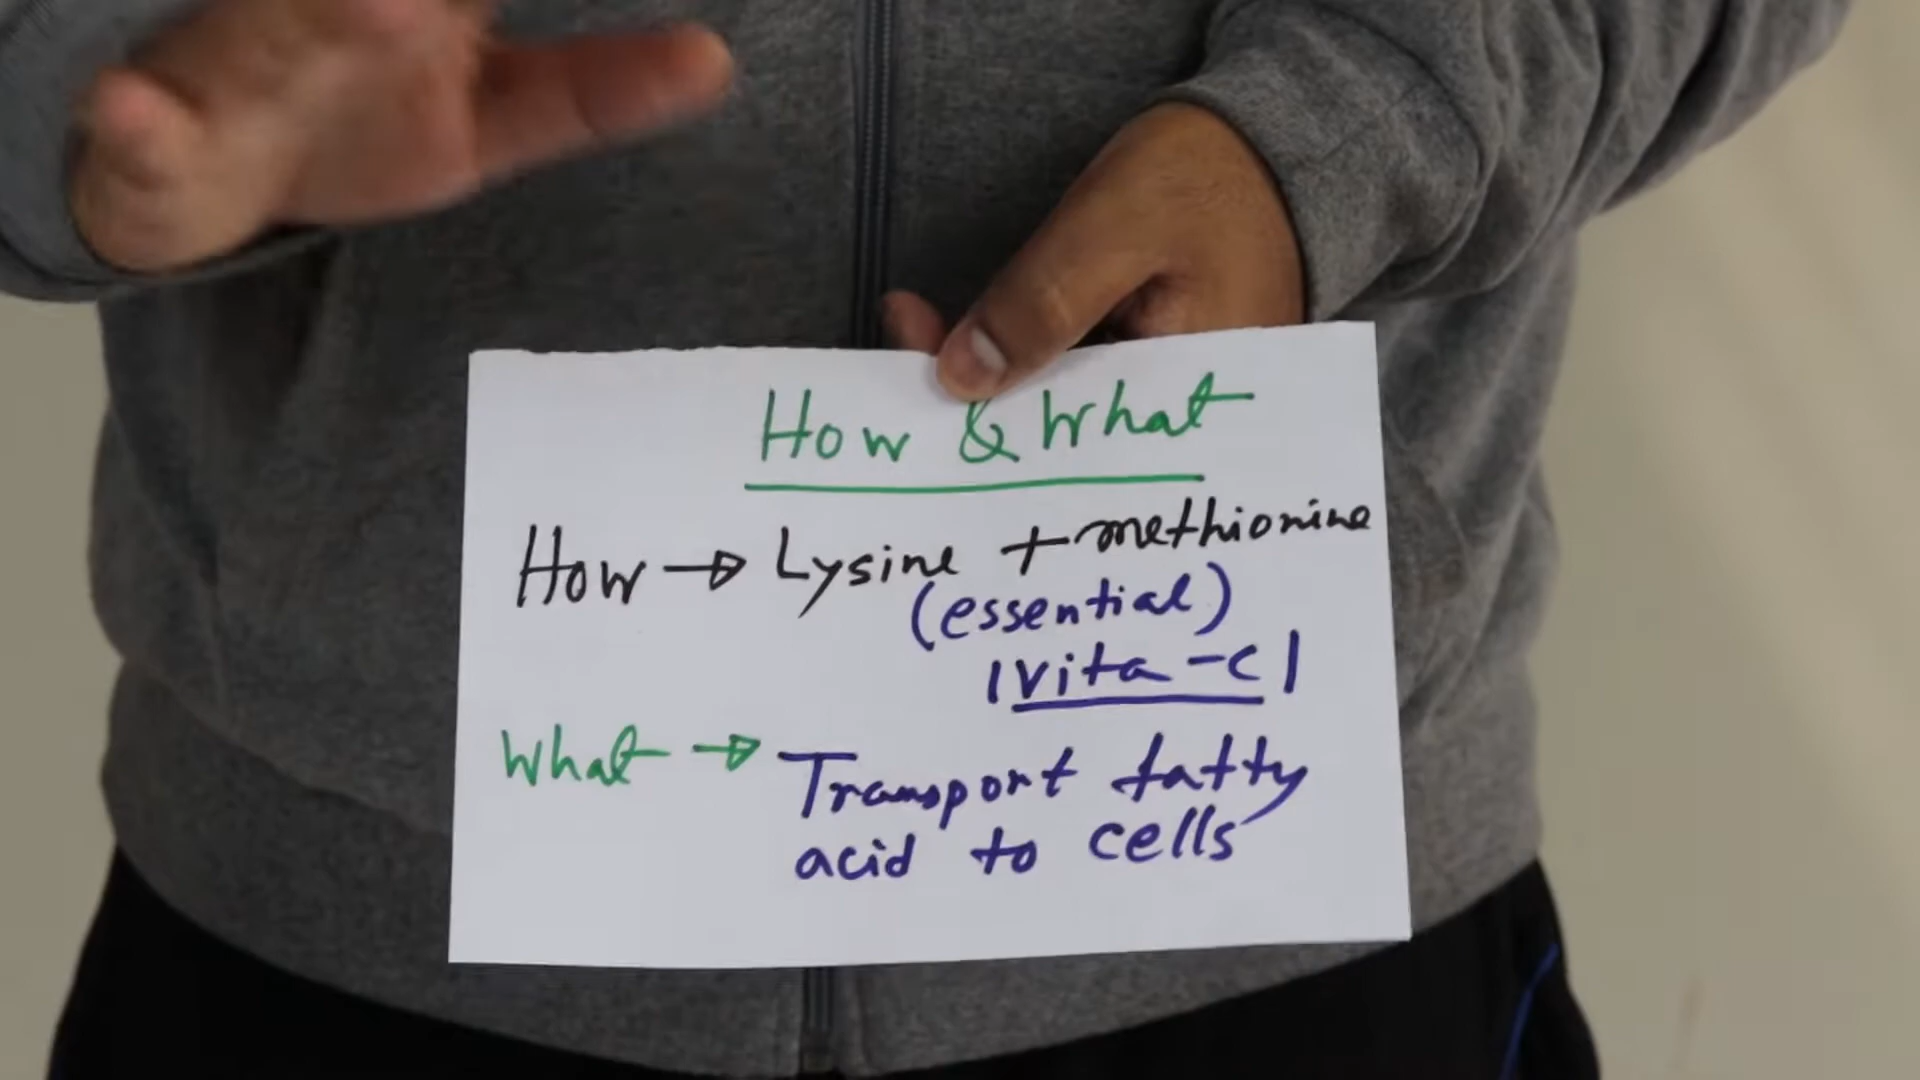 How & What
How → Lysine + methionine
(essential)
|vita-c|
What → Transport fatty
acid to cells